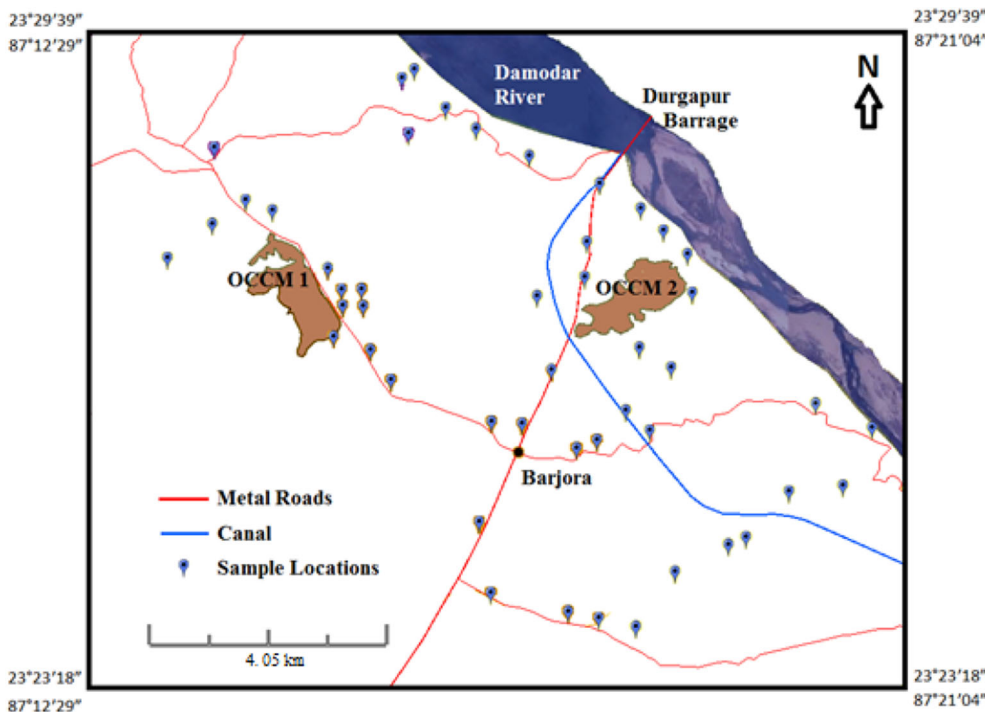 23°29’39”
87°12’29”
23°29’39”
87°21’04”
Damodar
River
Durgapur
Barrage
N
OCCM 1
OCCM 2
Barjora
Metal Roads
Canal
Sample Locations
4. 05 km
23°23’18”
87°12’29”
23°23’18”
87°21’04”